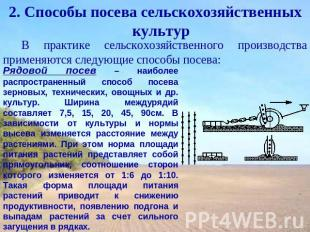 2. Способы посева сельскохозяйственных
культур
В практике сельскохозяйственного производства
применяются следующие способы посева:
Рядовой посев – наиболее
распространенный способ посева
зерновых, технических, овощных и др.
культур. Ширина междурядий
составляет 7,5, 15, 20, 45, 90см. В
зависимости от культуры и нормы
высева изменяется расстояние между
растениями. При этом норма площади
питания растений представляет собой
прямоугольник, соотношение сторон
которого изменяется от 1:6 до 1:10.
Такая форма площади питания
растений приводит к снижению
продуктивности, появлению подгона и
выпадам растений за счет сильного
загущения в рядках.
PPt4WEB.ru